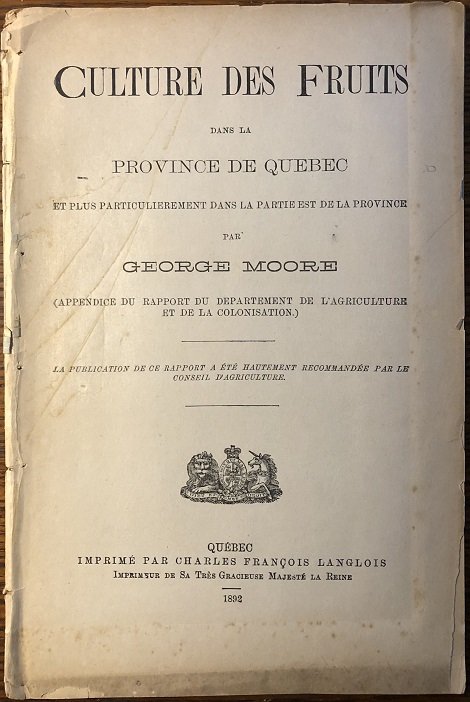 CULTURE DES FRUITS
DANS LA
PROVINCE DE QUEBEC
ET PLUS PARTICULIEREMENT DANS LA PARTIE EST DE LA PROVINCE
PAR
GEORGE MOORE
(APPENDICE DU RAPPORT DU DEPARTEMENT DE L'AGRICULTURE
ET DE LA COLONISATION.)
LA PUBLICATION DE CE RAPPORT A ÉTÉ HAUTEMENT RECOMMANDÉE PAR LE
CONSEIL D'AGRICULTURE.
QUÉBEC
IMPRIMÉ PAR CHARLES FRANÇOIS LANGLOIS
IMPRIMEUR DE SA TRÈS GRACIEUSE MAJESTÉ LA REINE
1892